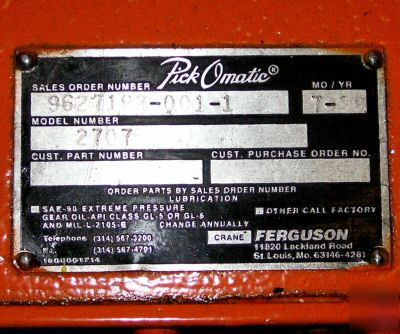 PickOmatic®
SALES ORDER NUMBER MO / YR
MODEL NUMBER
2707
CUST. PART NUMBER CUST. PURCHASE ORDER NO.
ORDER PARTS BY SALES ORDER NUMBER
LUBRICATION
SAE-90 EXTREME PRESSURE
GEAR OIL-API CLASS GL-5 OR GL-6
AND MIL-L-2105-B CHANGE ANNUALLY
OTHER CALL FACTORY
Telephone (314) 567-3200
(314) 567-4701
CRANE FERGUSON
11820 Lackland Road
St. Louis, Mo. 63146-4281